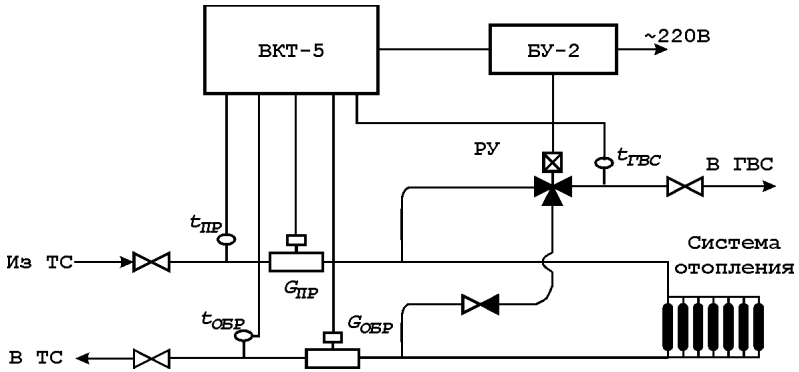 ВКТ-5
БУ-2
~220В
РУ
tГВС
В ГВС
tПР
Из ТС
GПР
Система
отопления
tОБР
GОБР
В ТС